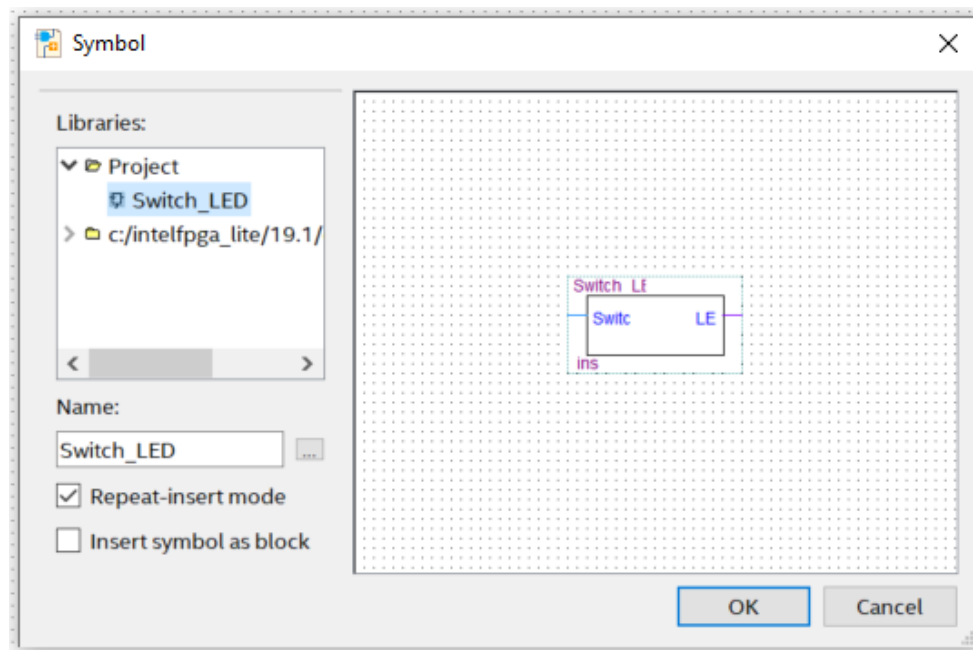 Symbol
Libraries:
Project
Switch_LED
c:/intelfpga_lite/19.1/
Name:
Switch_LED
...
Repeat-insert mode
Insert symbol as block
Switch_LE
Switc LE
ins
OK Cancel